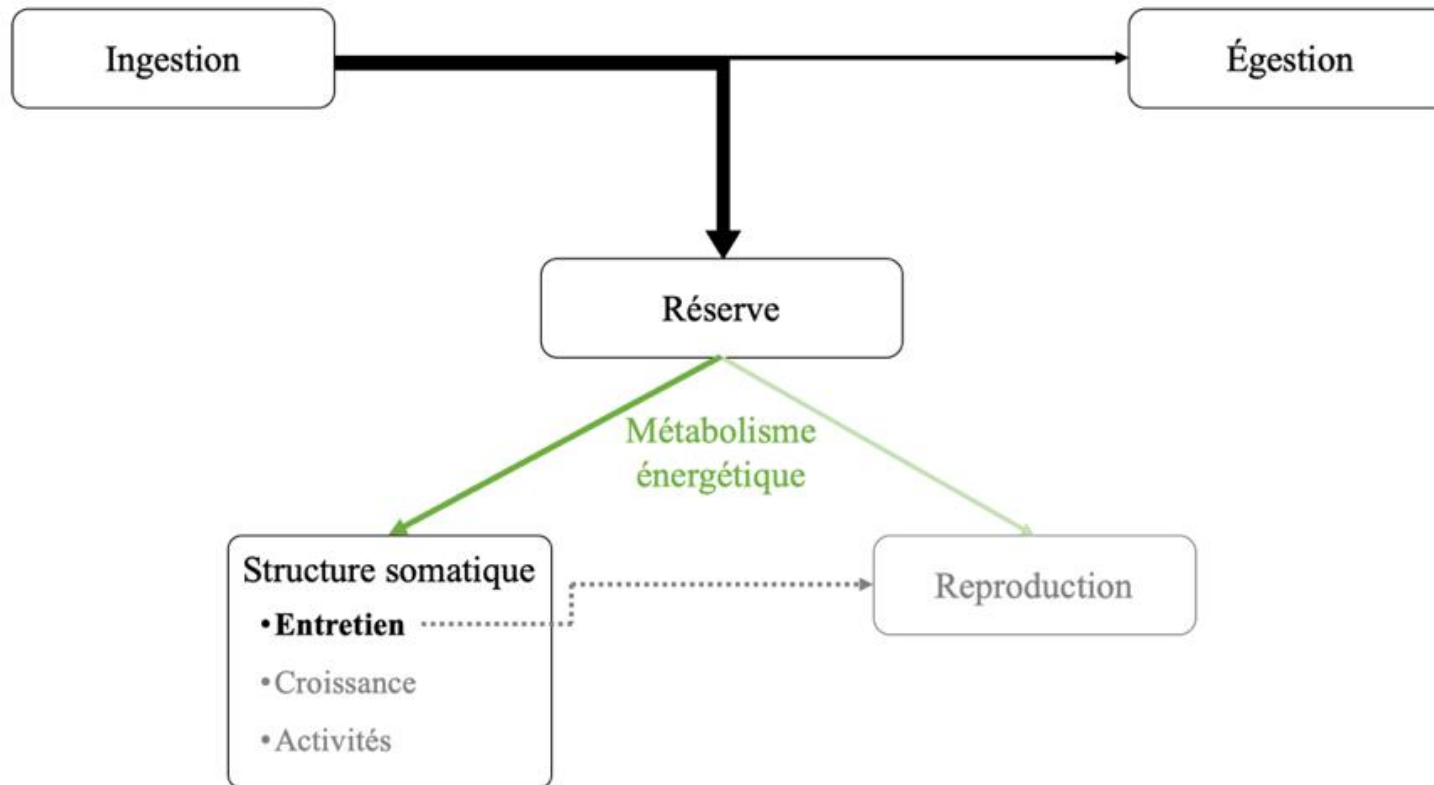 Ingestion
Égestion
Réserve
Métabolisme
énergétique
Structure somatique
•Entretien
•Croissance
•Activités
Reproduction